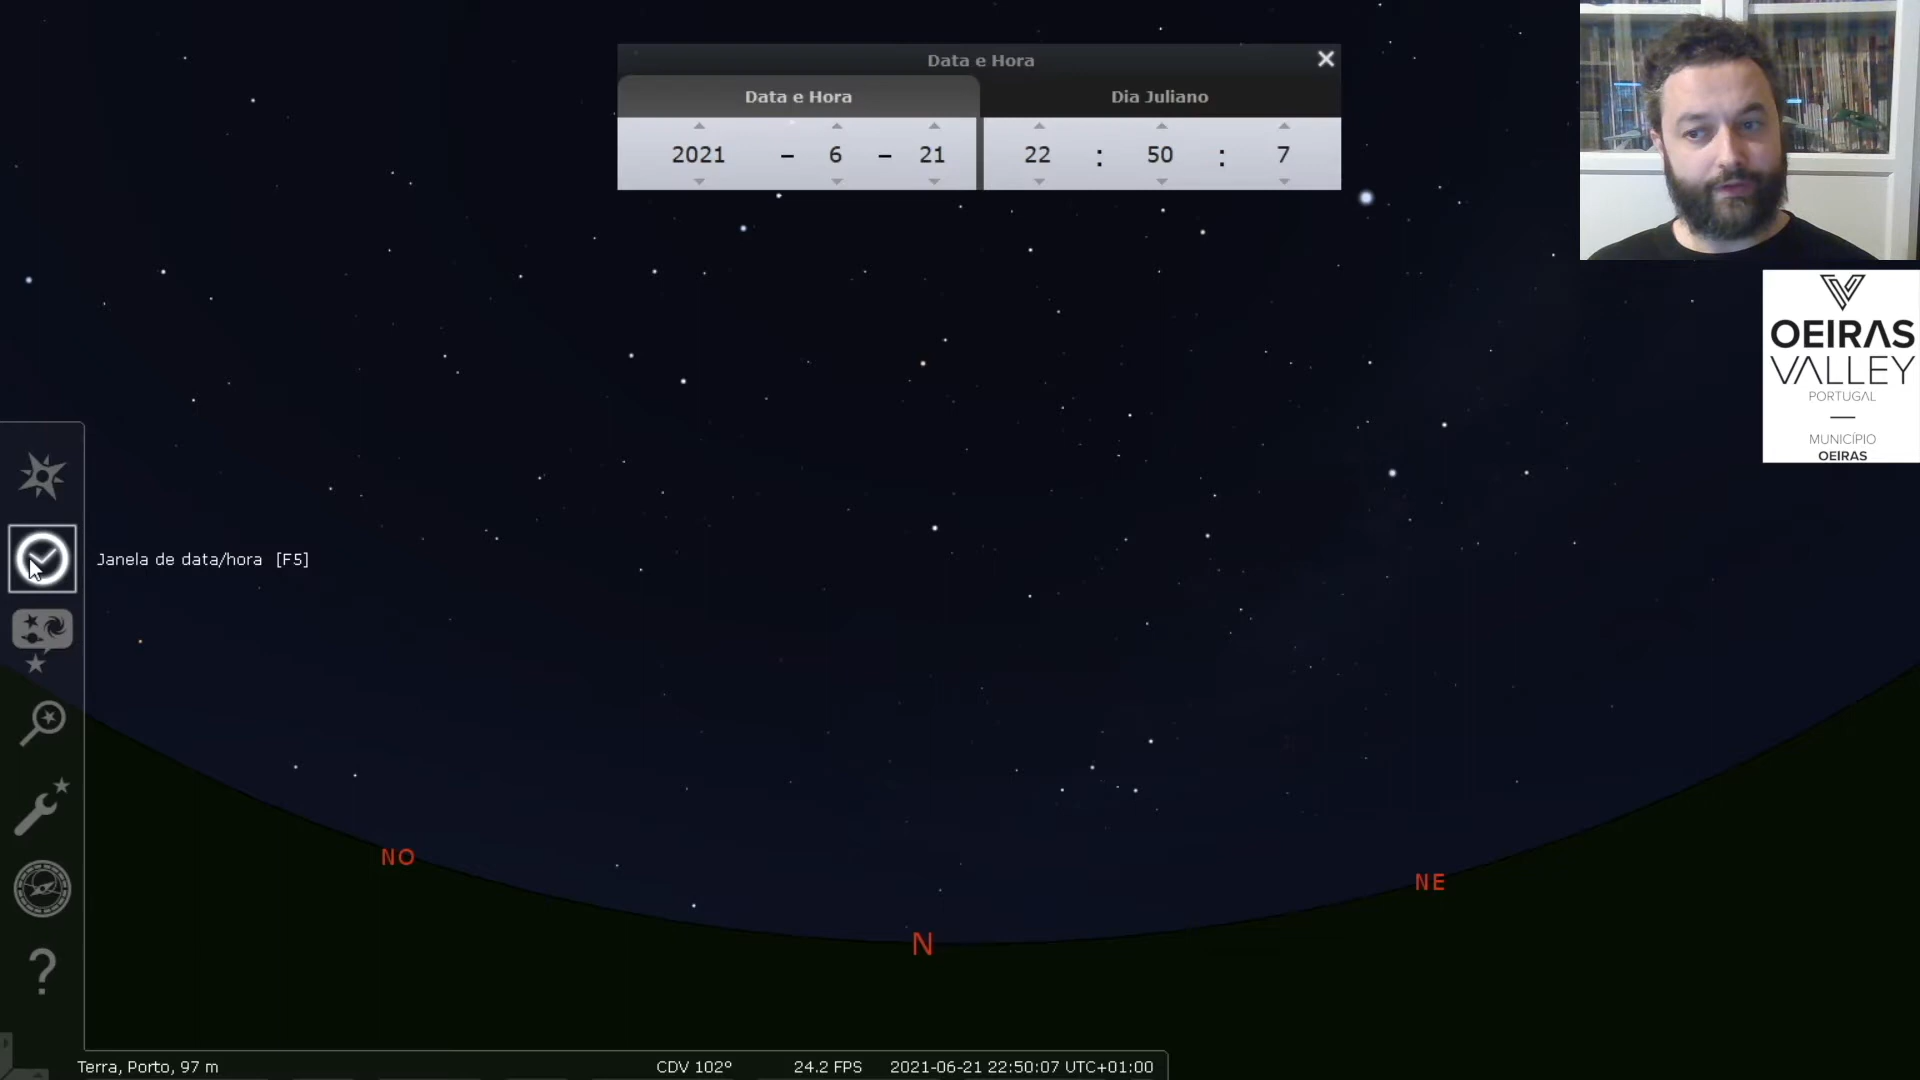 Data e Hora
Data e Hora
Dia Juliano
2021 - 6 - 21
22 : 50 : 7
OEIRAS
VALLEY
PORTUGAL
MUNICÍPIO
OEIRAS
Janela de data/hora [F5]
NO
NE
N
Terra, Porto, 97 m
CDV 102°
24.2 FPS
2021-06-21 22:50:07 UTC+01:00